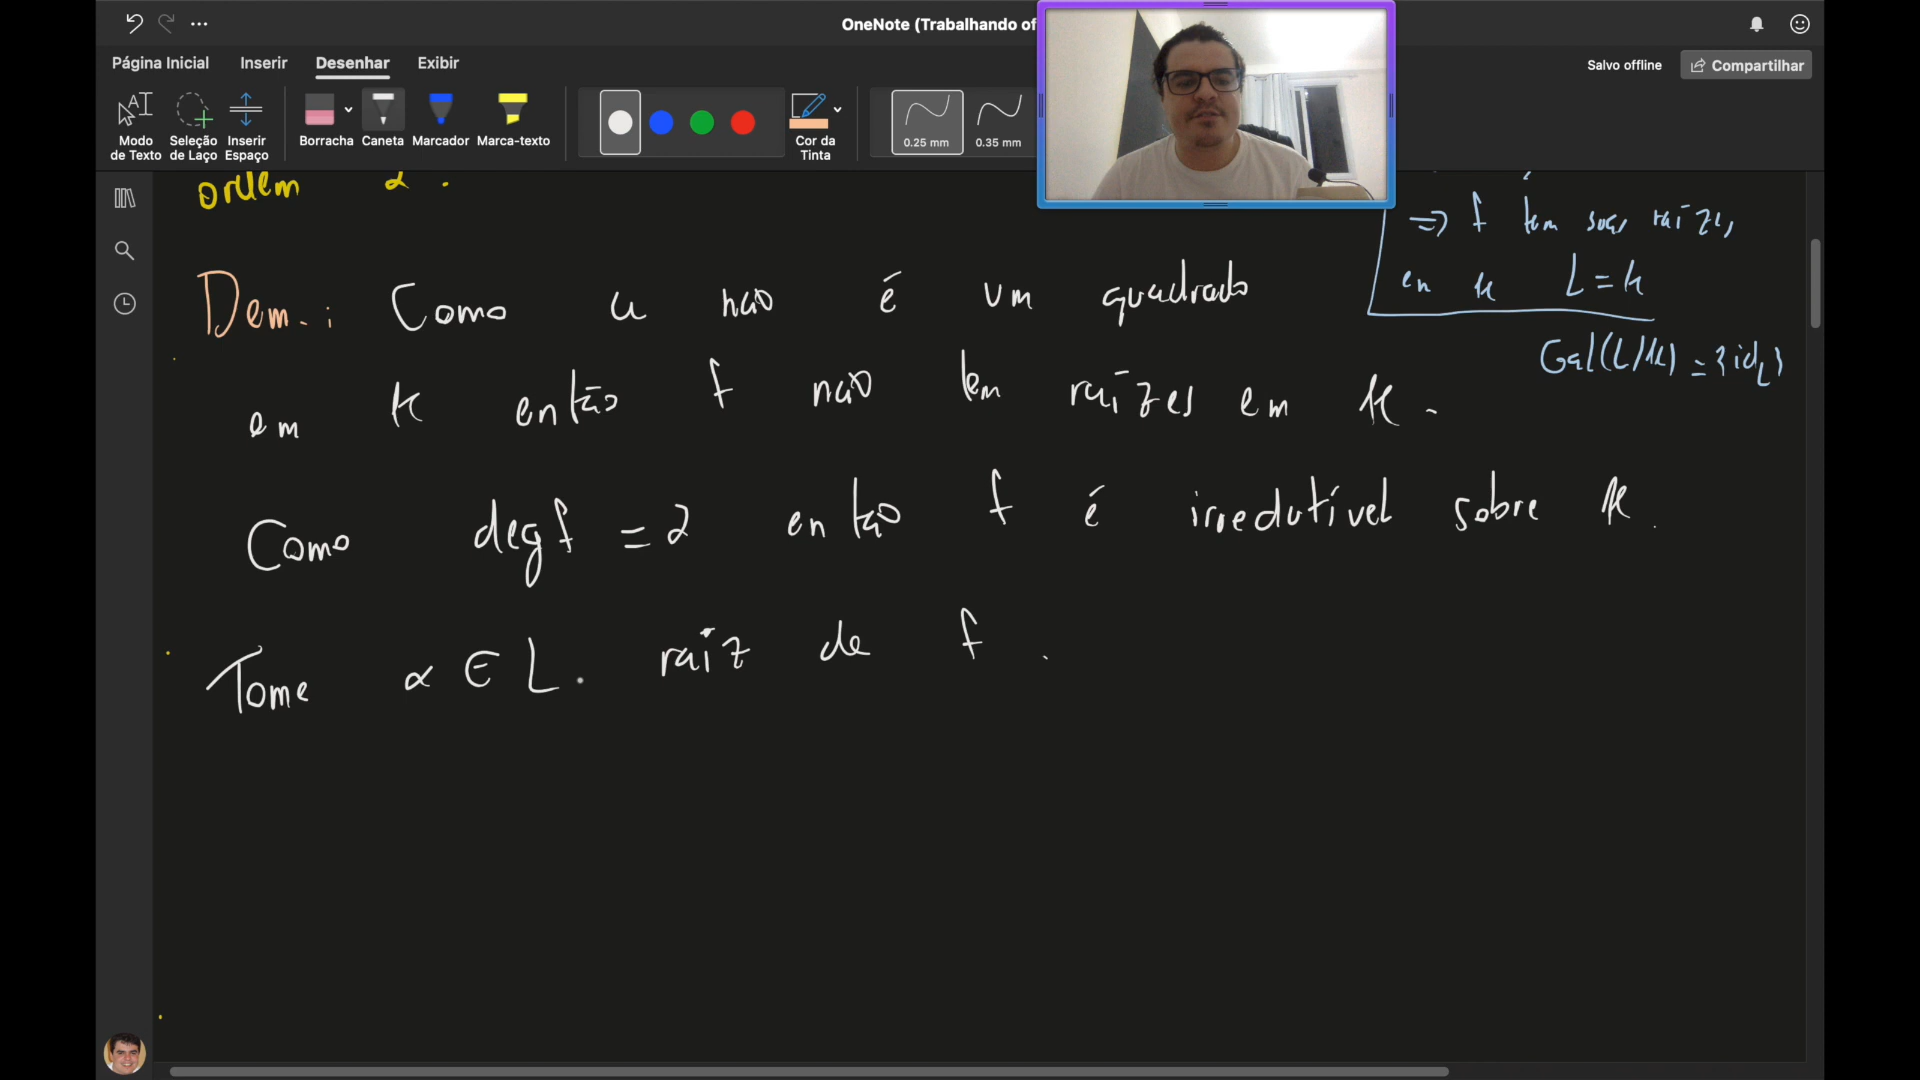 OneNote (Trabalhando of
Página Inicial Inserir Desenhar Exibir
Salvo offline Compartilhar
Modo de Texto
Seleção de Laço
Inserir Espaço
Borracha Caneta Marcador Marca-texto
Cor da Tinta
0.25 mm 0.35 mm
ordem 2.
⇒ f tem suas raízes
en K L = K
Gal(L/K) = {id_L}
Dem.: Como a não é um quadrado
em K então f não tem raízes em K.
Como deg f = 2 então f é irredutível sobre K.
Tome α ∈ L. raiz de f.